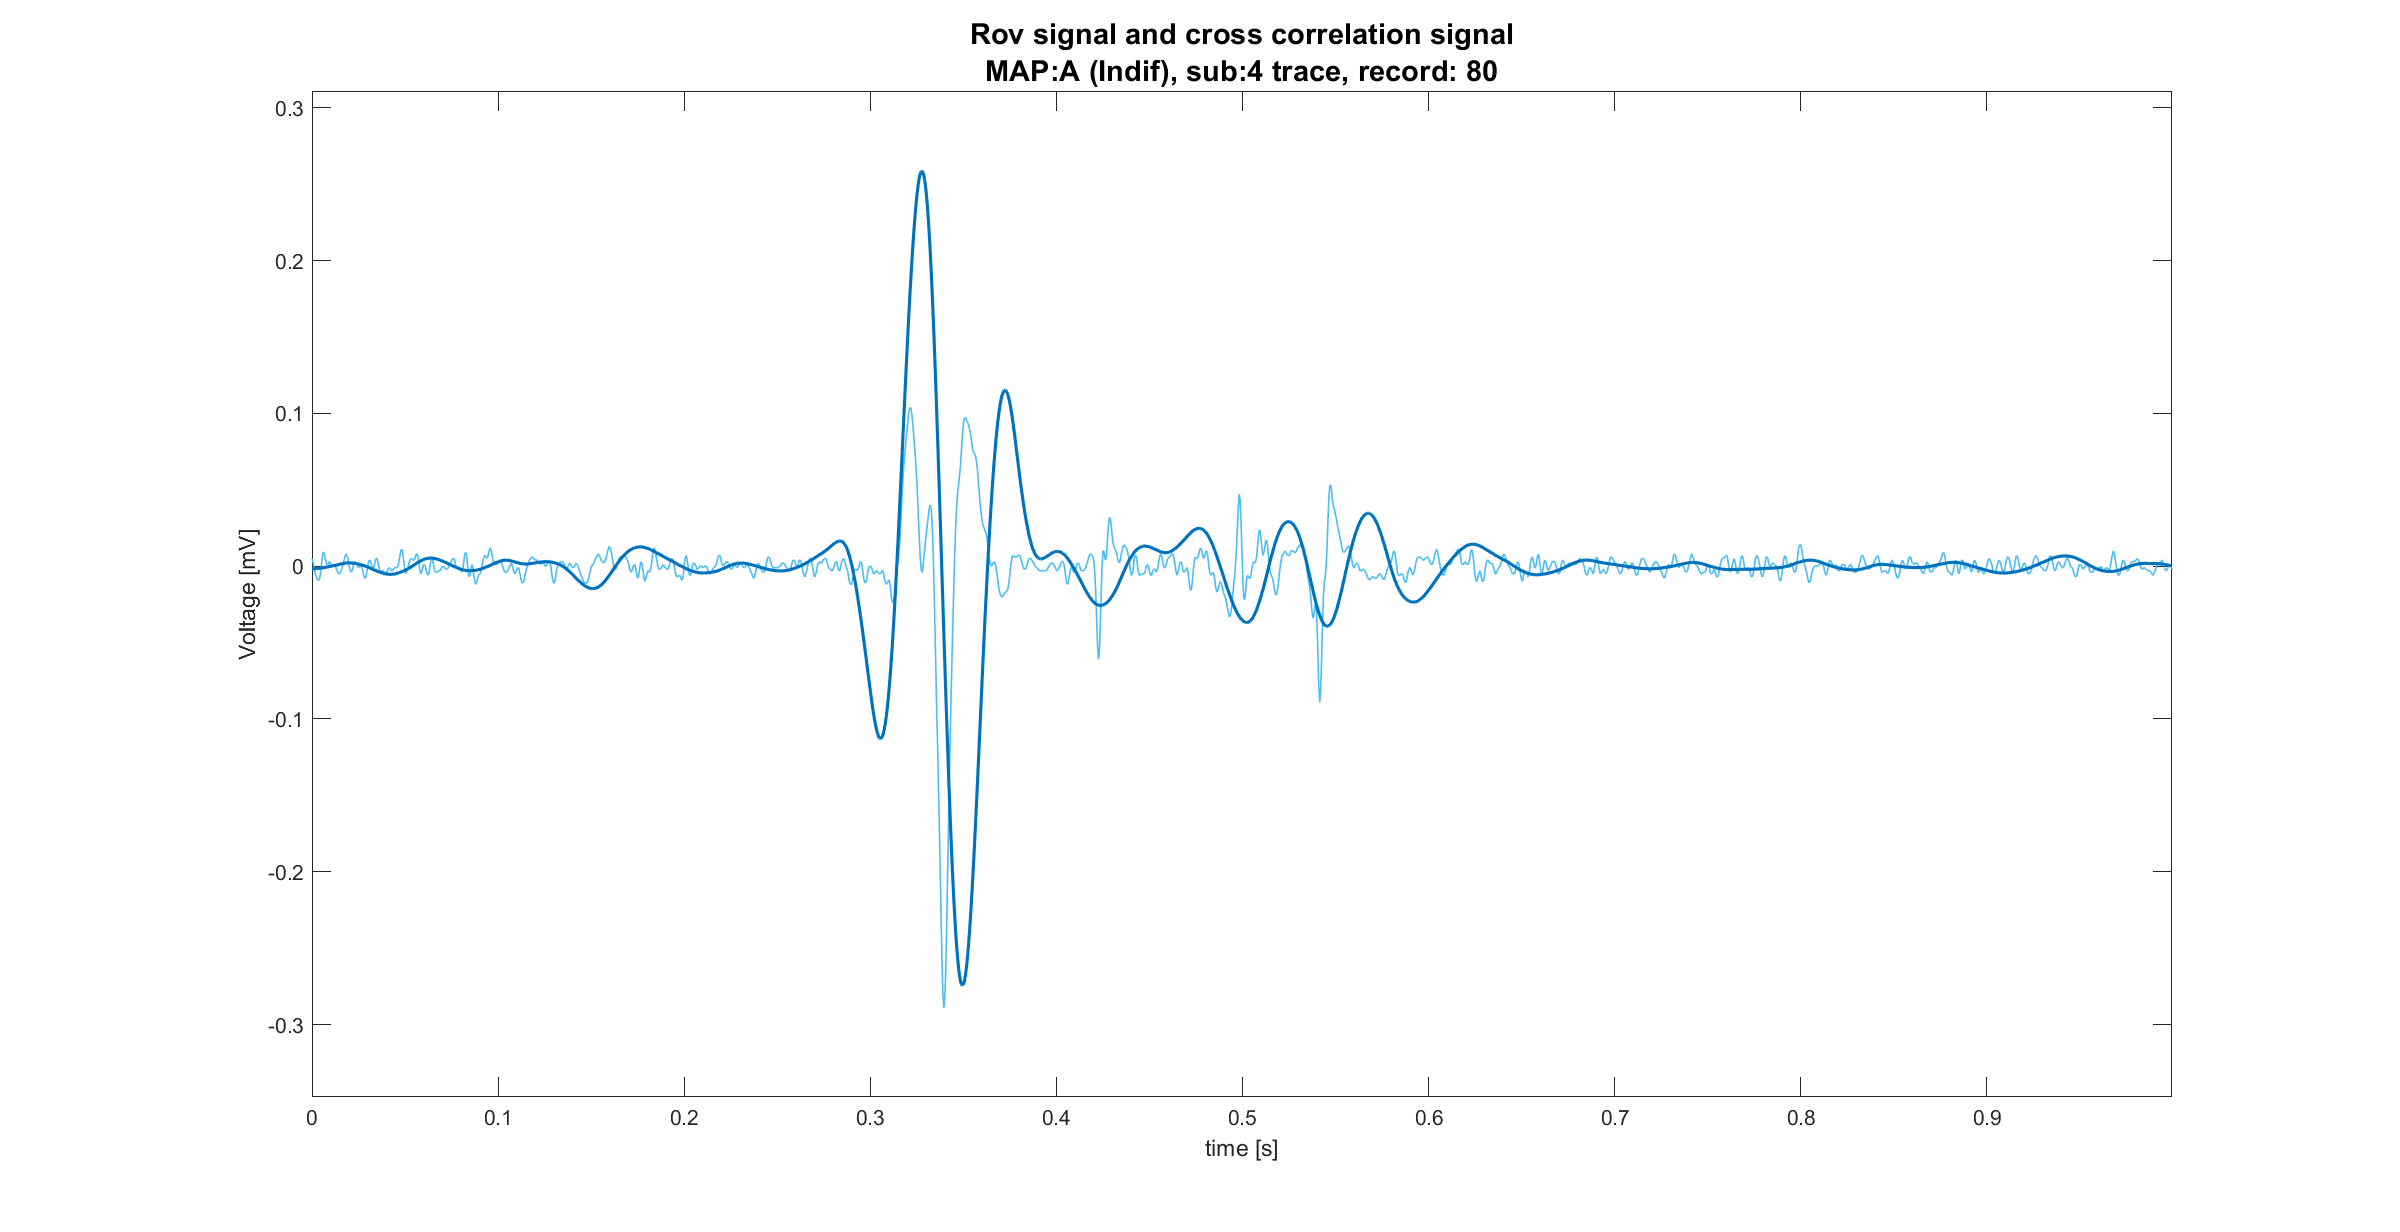 Rov signal and cross correlation signal
MAP:A (Indif), sub:4 trace, record: 80
0.3
0.2
0.1
0
-0.1
-0.2
-0.3
Voltage [mV]
0 0.1 0.2 0.3 0.4 0.5 0.6 0.7 0.8 0.9
time [s]